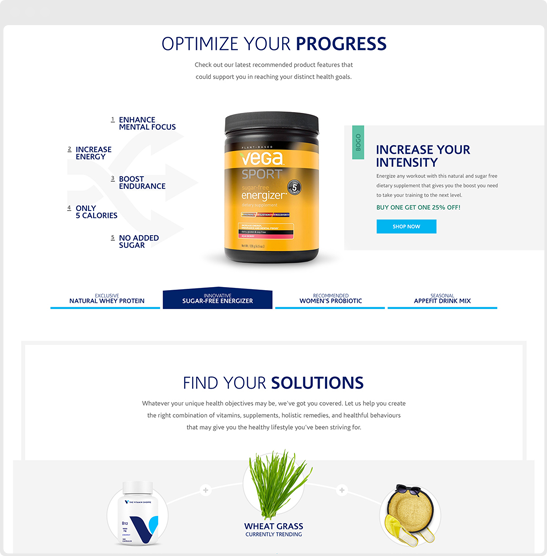 OPTIMIZE YOUR PROGRESS
Check out our latest recommended product features that
could support you in reaching your distinct health goals.
1 ENHANCE
MENTAL FOCUS
2 INCREASE
ENERGY
3 BOOST
ENDURANCE
4 ONLY
5 CALORIES
5 NO ADDED
SUGAR
PLANT-BASED
vega
SPORT
sugar-free
energizer
5
BOGO
INCREASE YOUR
INTENSITY
Energize any workout with this natural and sugar free
dietary supplement that gives you the boost you need
to take your training to the next level.
BUY ONE GET ONE 25% OFF!
SHOP NOW
EXCLUSIVE
NATURAL WHEY PROTEIN
INNOVATIVE
SUGAR-FREE ENERGIZER
RECOMMENDED
WOMEN'S PROBIOTIC
SEASONAL
APPEFIT DRINK MIX
FIND YOUR SOLUTIONS
Whatever your unique health objectives may be, we've got you covered. Let us help you create
the right combination of vitamins, supplements, holistic remedies, and healthful behaviours
that may give you the healthy lifestyle you've been striving for.
WHEAT GRASS
CURRENTLY TRENDING